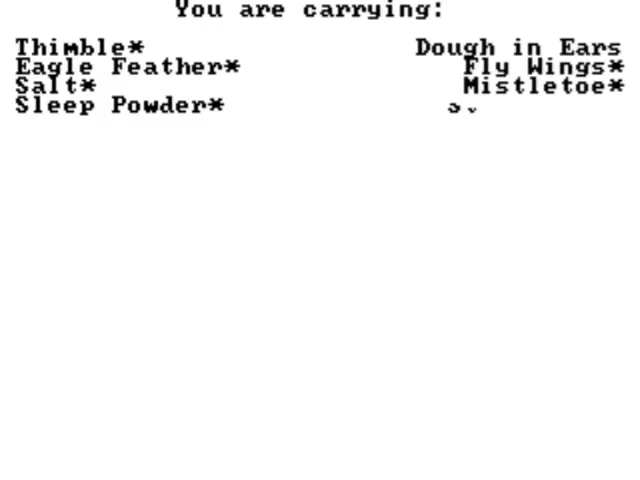 You are carrying:
Thimble* Dough in Ears
Eagle Feather* Fly Wings*
Salt* Mistletoe*
Sleep Powder*